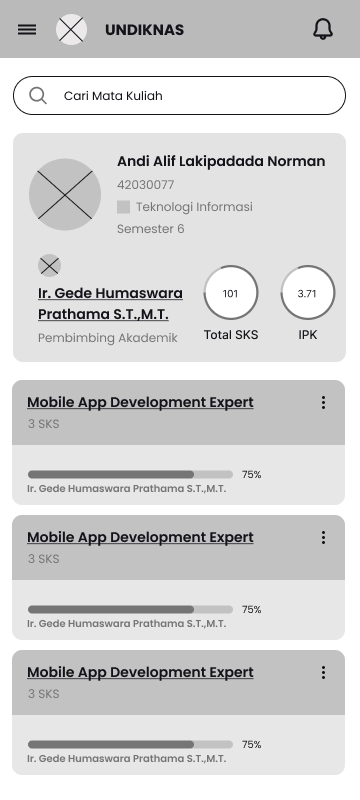 UNDIKNAS
Cari Mata Kuliah
Andi Alif Lakipadada Norman
42030077
Teknologi Informasi
Semester 6
Ir. Gede Humaswara
Prathama S.T.,M.T.
Pembimbing Akademik
101
Total SKS
3.71
IPK
Mobile App Development Expert
3 SKS
75%
Ir. Gede Humaswara Prathama S.T.,M.T.
Mobile App Development Expert
3 SKS
75%
Ir. Gede Humaswara Prathama S.T.,M.T.
Mobile App Development Expert
3 SKS
75%
Ir. Gede Humaswara Prathama S.T.,M.T.